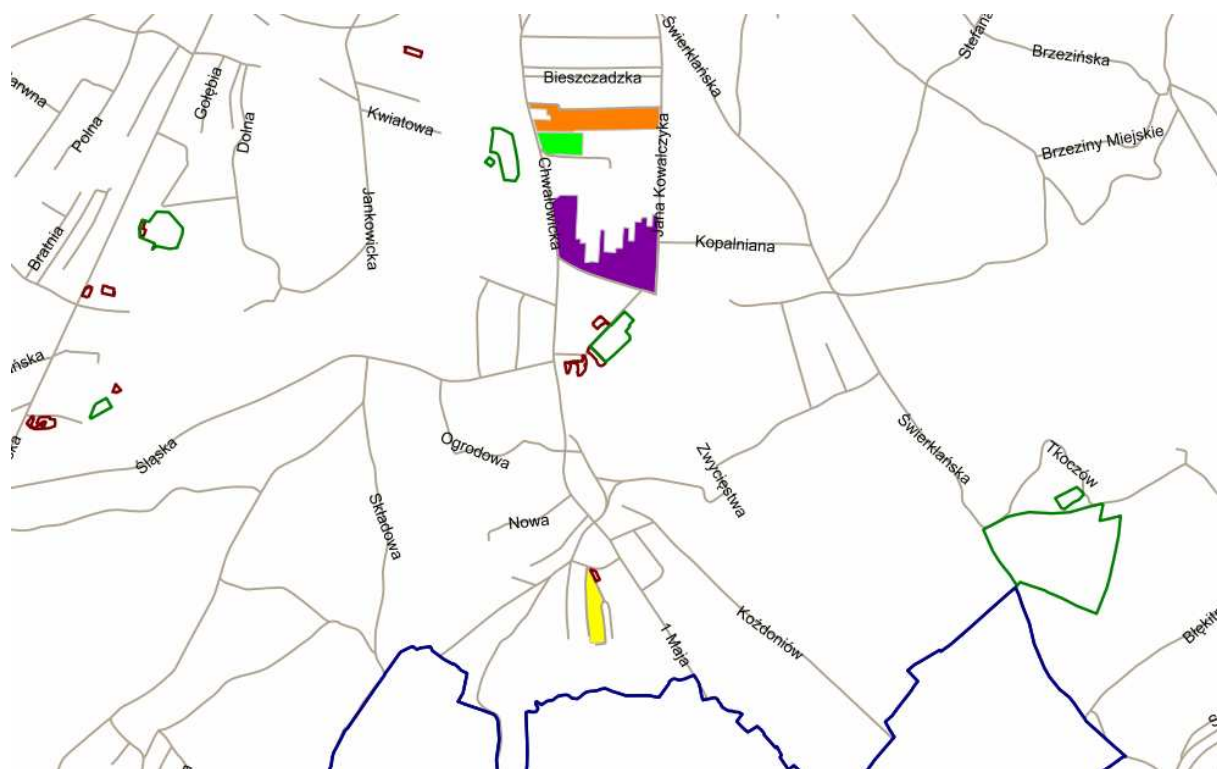 Stefana
Świerklańska
Brzezińska
Bieszczadzka
Gołębia
Kwiatowa
Polna
Dolna
Brzeziny Miejskie
Jana Kowalczyka
Chwałowicka
Jankowicka
Bratnia
Kopalniana
Śląska
Ogrodowa
Świerklańska
Zwycięstwa
Tkoczów
Składowa
Nowa
Kożdoniów
1 Maja